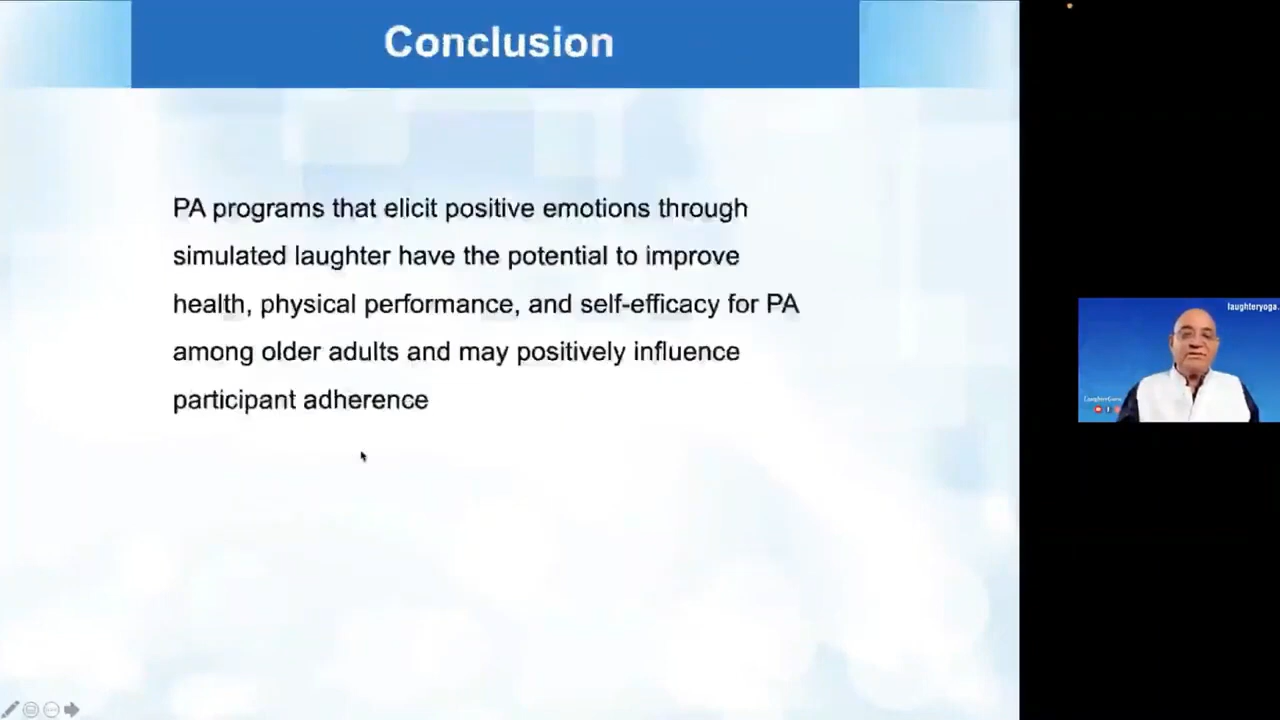 Conclusion
PA programs that elicit positive emotions through
simulated laughter have the potential to improve
health, physical performance, and self-efficacy for PA
among older adults and may positively influence
participant adherence
laughteryoga.